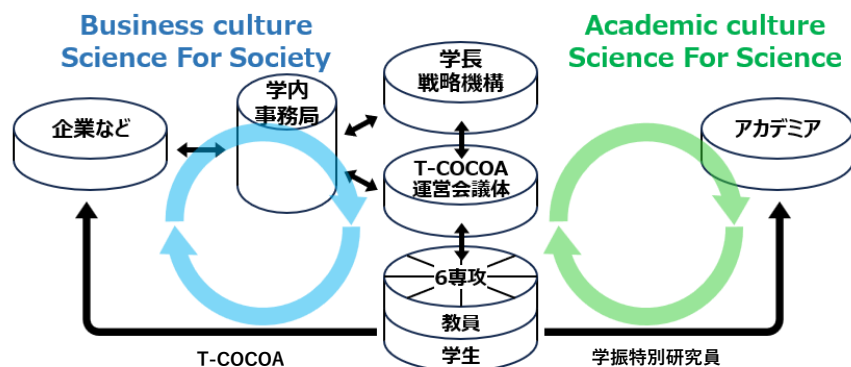 Business culture
Science For Society
Academic culture
Science For Science
学長
戦略機構
学内
事務局
企業など
アカデミア
T-COCOA
運営会議体
6専攻
教員
学生
T-COCOA
学振特別研究員